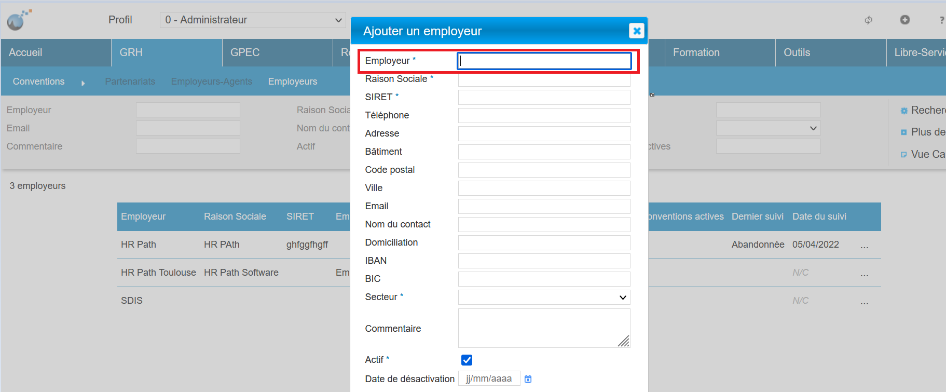 Profil 0 - Administrateur ?
Ajouter un employeur
Accueil GRH GPEC Formation Outils
Conventions Partenariats Employeurs-Agents Employeurs
Employeur *
Raison Sociale *
SIRET *
Téléphone
Adresse
Bâtiment
Code postal
Ville
Email
Nom du contact
Domiciliation
IBAN
BIC
Secteur *
Commentaire
Actif *
Date de désactivation jj/mm/aaaa
Employeur Raison Socia
Email Nom du cont
Commentaire Actif ctives
Recher
Plus de
Vue Ca
3 employeurs
Employeur Raison Sociale SIRET Em onventions actives Dernier suivi Date du suivi
HR Path HR PAth ghfggfhgff Abandonnée 05/04/2022 ...
HR Path Toulouse HR Path Software Em N/C ...
SDIS N/C ...